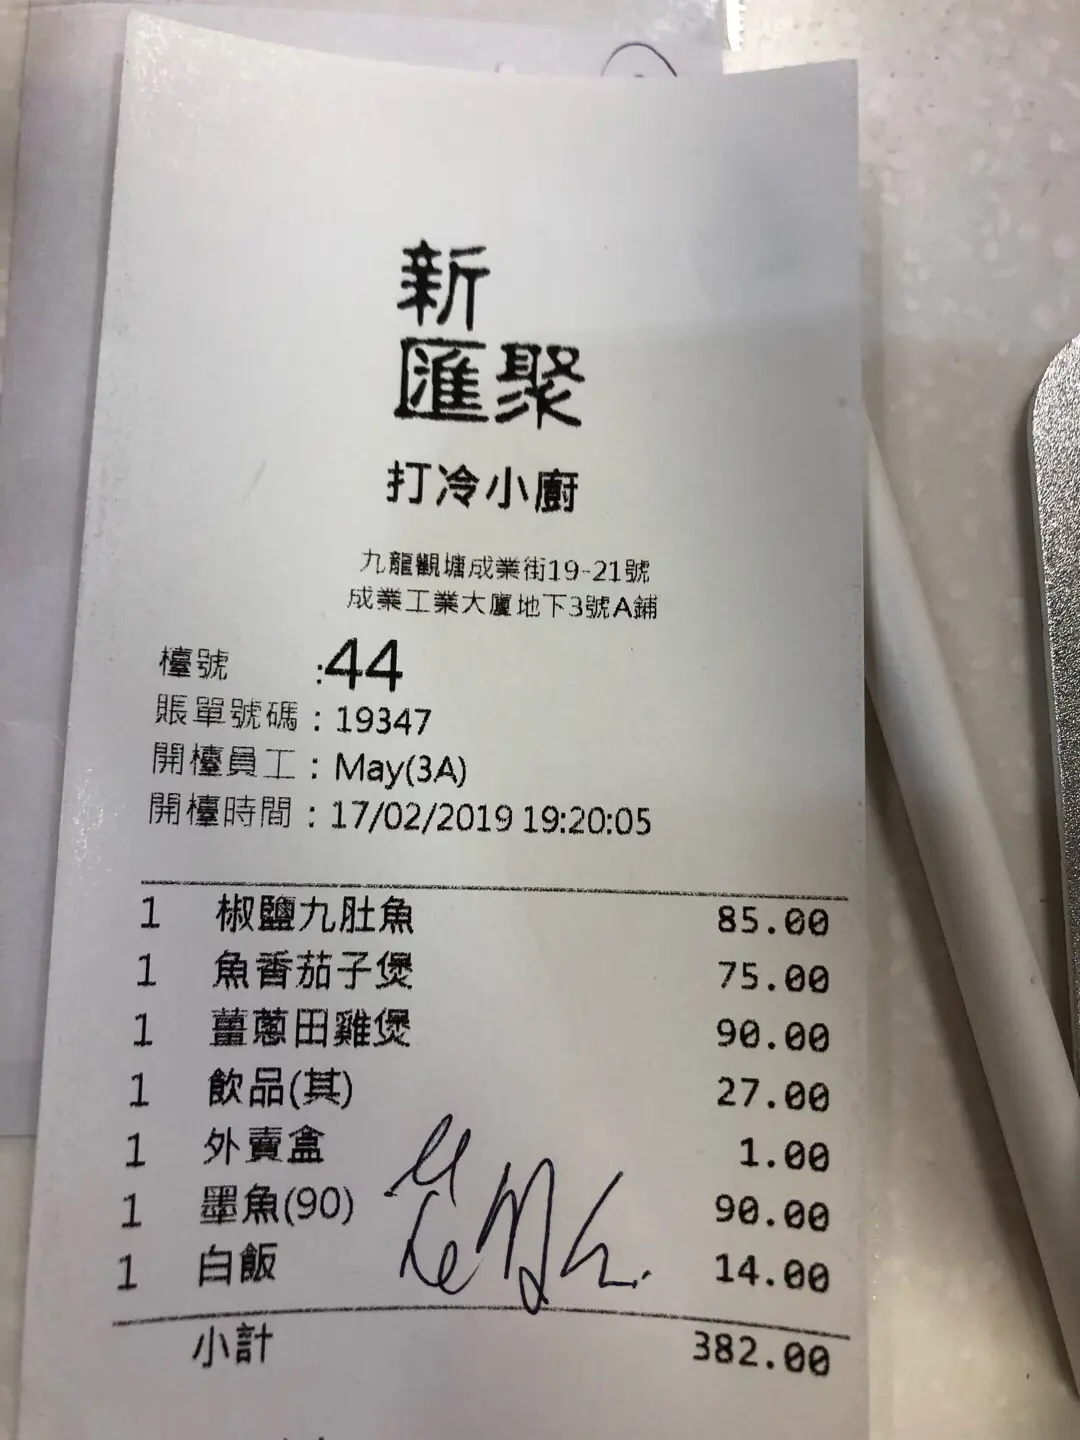 新
匯聚
打冷小廚
九龍觀塘成業街19-21號
成業工業大廈地下3號A鋪
檯號 :44
賬單號碼 : 19347
開檯員工 : May(3A)
開檯時間 : 17/02/2019 19:20:05
1 椒鹽九肚魚 85.00
1 魚香茄子煲 75.00
1 薑蔥田雞煲 90.00
1 飲品(其) 27.00
1 外賣盒 1.00
1 墨魚(90) 90.00
1 白飯 14.00
小計 382.00